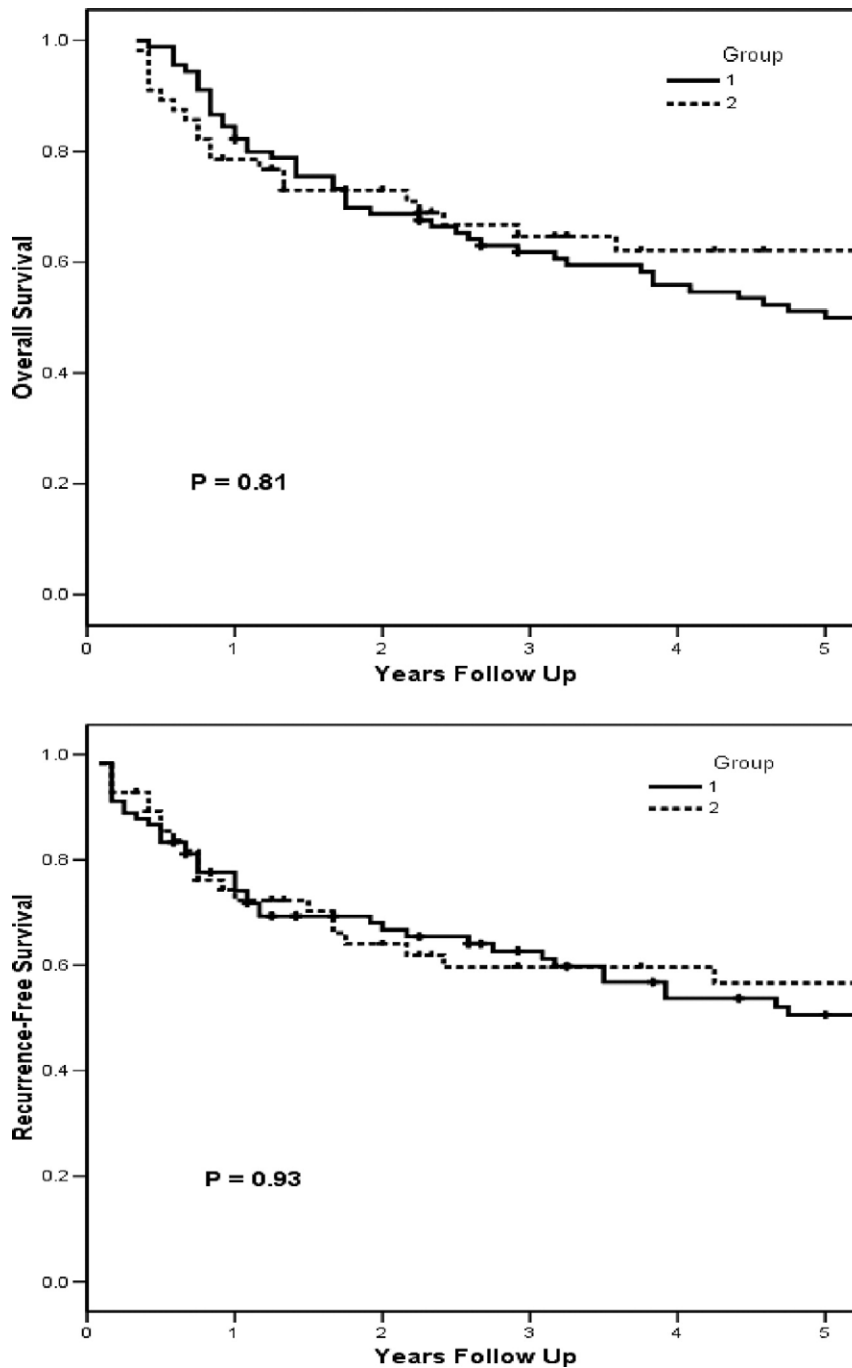 1.0
Group
1
2
0.8
0.6
Overall Survival
0.4
P = 0.81
0.2
0.0
0 1 2 3 4 5
Years Follow Up
1.0
Group
1
2
0.8
0.6
Recurrence-Free Survival
0.4
P = 0.93
0.2
0.0
0 1 2 3 4 5
Years Follow Up